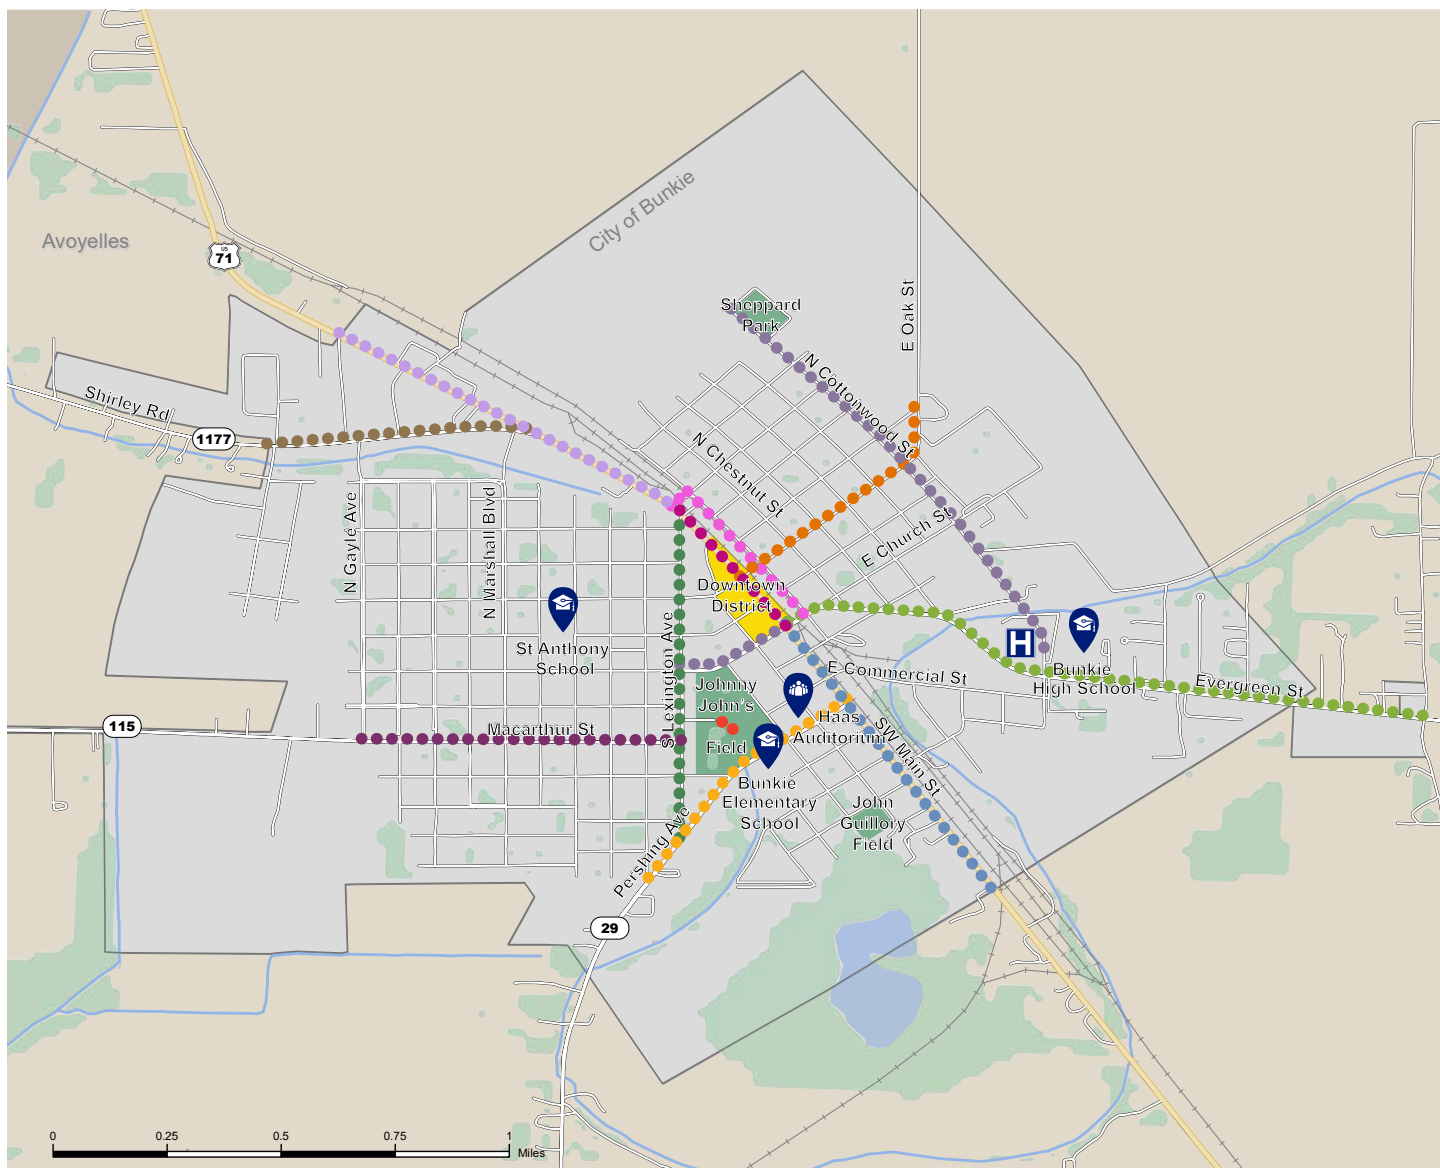 City of Bunkie
Avoyelles
US
71
Sheppard
Park
E Oak St
N Cottonwood St
Shirley Rd
1177
N Chestnut St
N Gayle Ave
N Marshall Blvd
E Church St
Downtown
District
St Anthony
School
S Lexington Ave
H
Bunkie
High School
E Commercial St
Evergreen St
Johnny
John's
Field
115
Macarthur St
Haas
Auditorium
SW Main St
Bunkie
Elementary
School
John
Guillory
Field
Pershing Ave
29
0
0.25
0.5
0.75
1
Miles